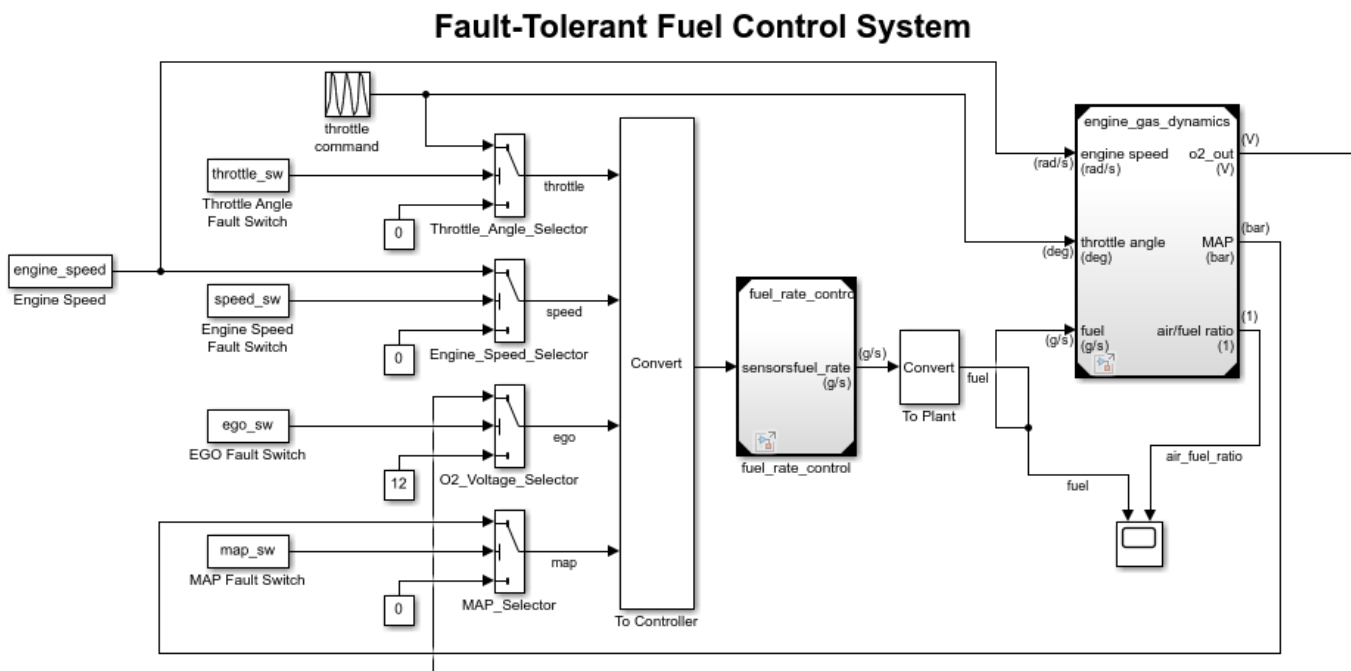 Fault-Tolerant Fuel Control System
throttle
command
throttle_sw
Throttle Angle
Fault Switch
0
throttle
Throttle_Angle_Selector
engine_speed
Engine Speed
speed_sw
Engine Speed
Fault Switch
0
speed
Engine_Speed_Selector
ego_sw
EGO Fault Switch
12
ego
O2_Voltage_Selector
map_sw
MAP Fault Switch
0
map
MAP_Selector
Convert
To Controller
fuel_rate_contro
sensorsfuel_rate
(g/s)
(g/s)
fuel_rate_control
Convert
To Plant
fuel
engine_gas_dynamics
(rad/s)
engine speed
(rad/s)
o2_out
(V)
(V)
(deg)
throttle angle
(deg)
MAP
(bar)
(bar)
(g/s)
fuel
(g/s)
air/fuel ratio
(1)
(1)
air_fuel_ratio
fuel